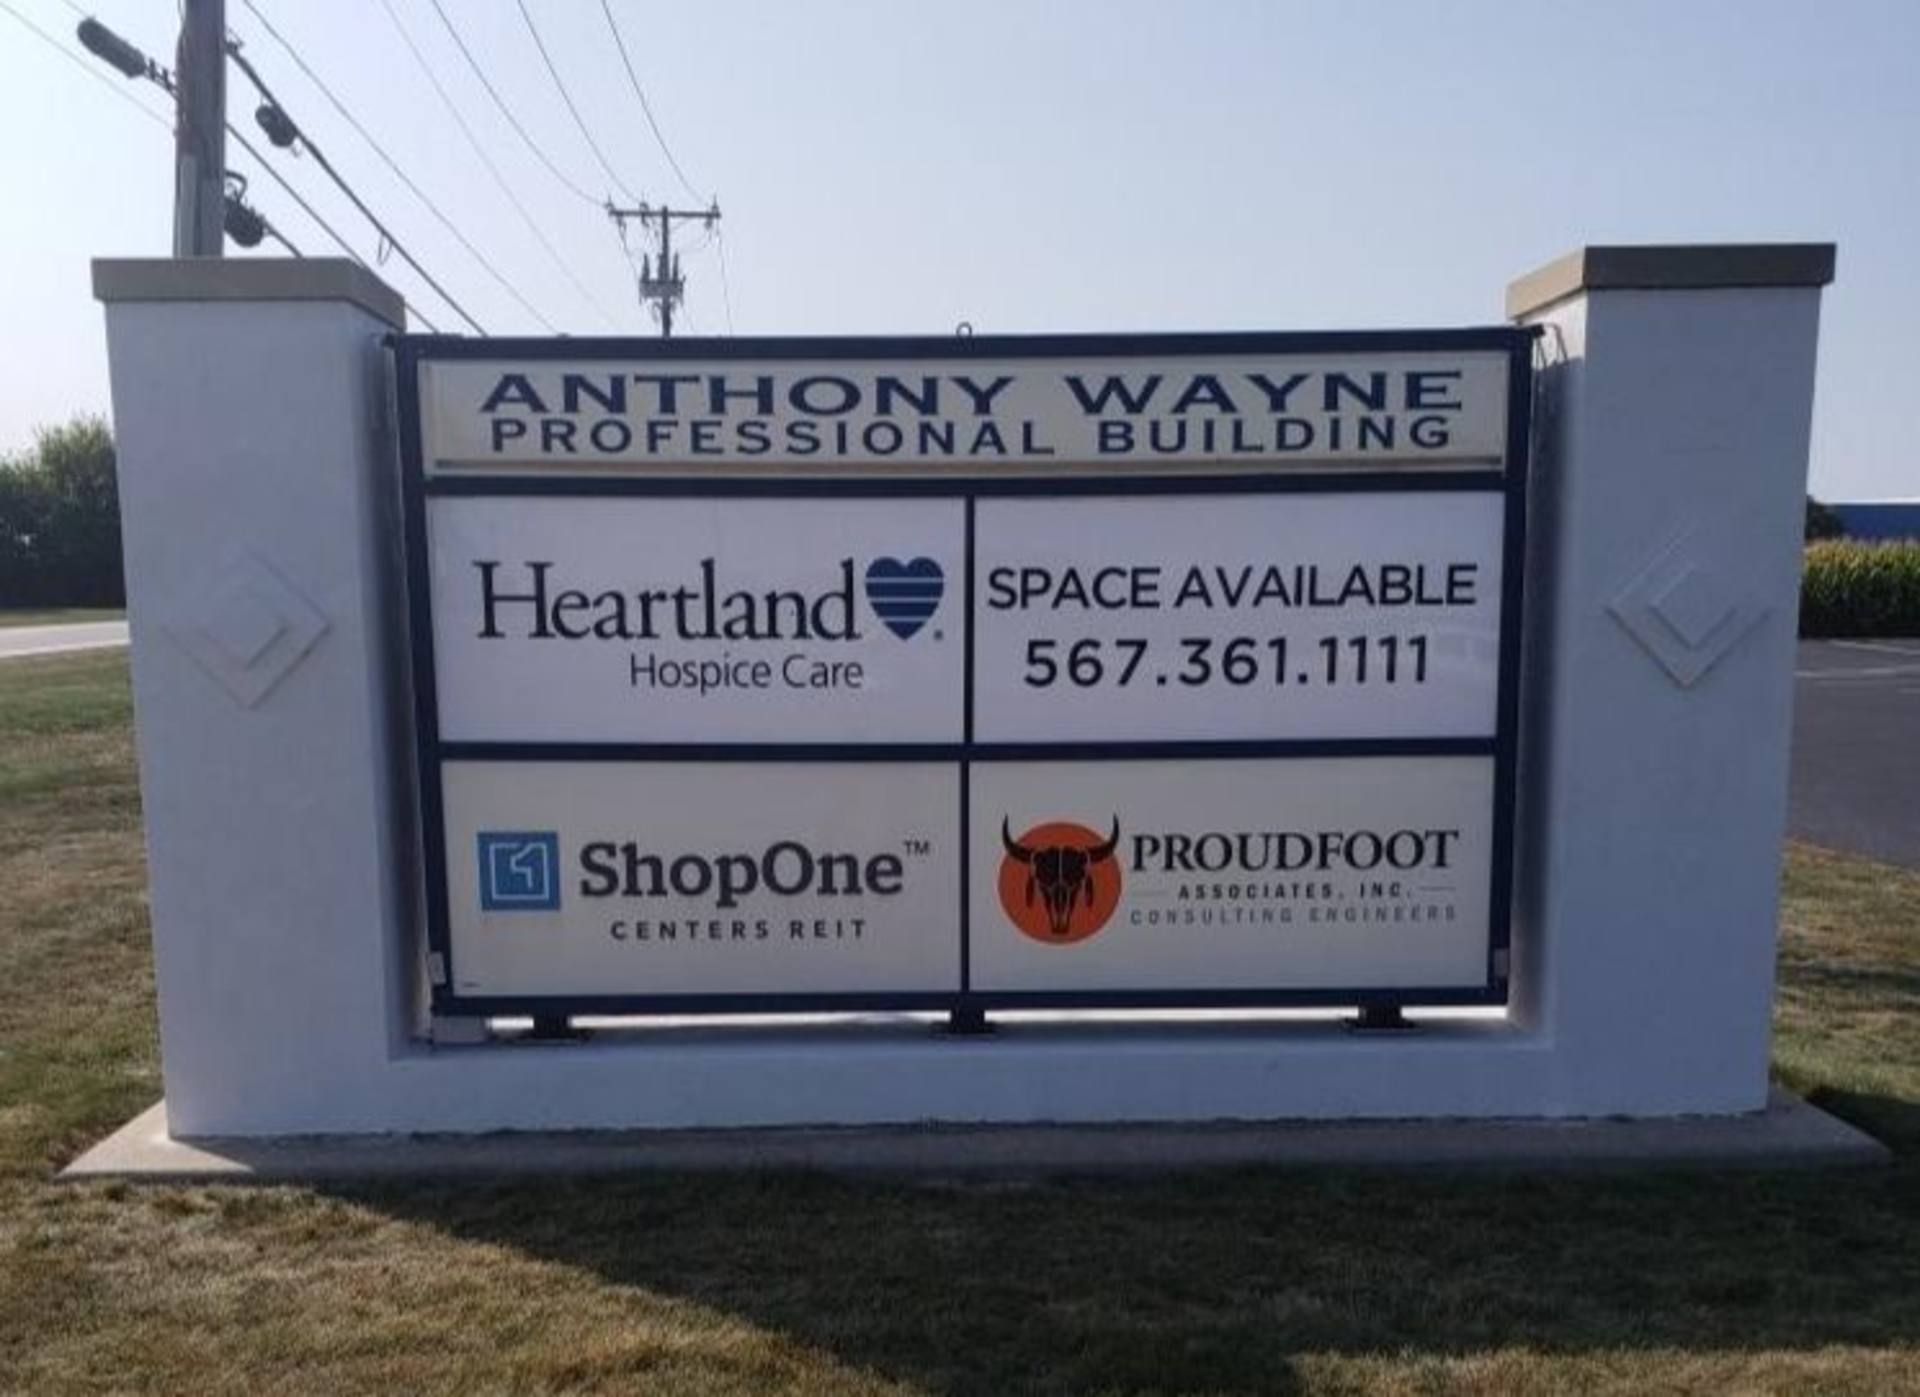 ANTHONY WAYNE
PROFESSIONAL BUILDING
Heartland
Hospice Care
SPACE AVAILABLE
567.361.1111
ShopOne™
CENTERS REIT
PROUDFOOT
ASSOCIATES, INC.
CONSULTING ENGINEERS